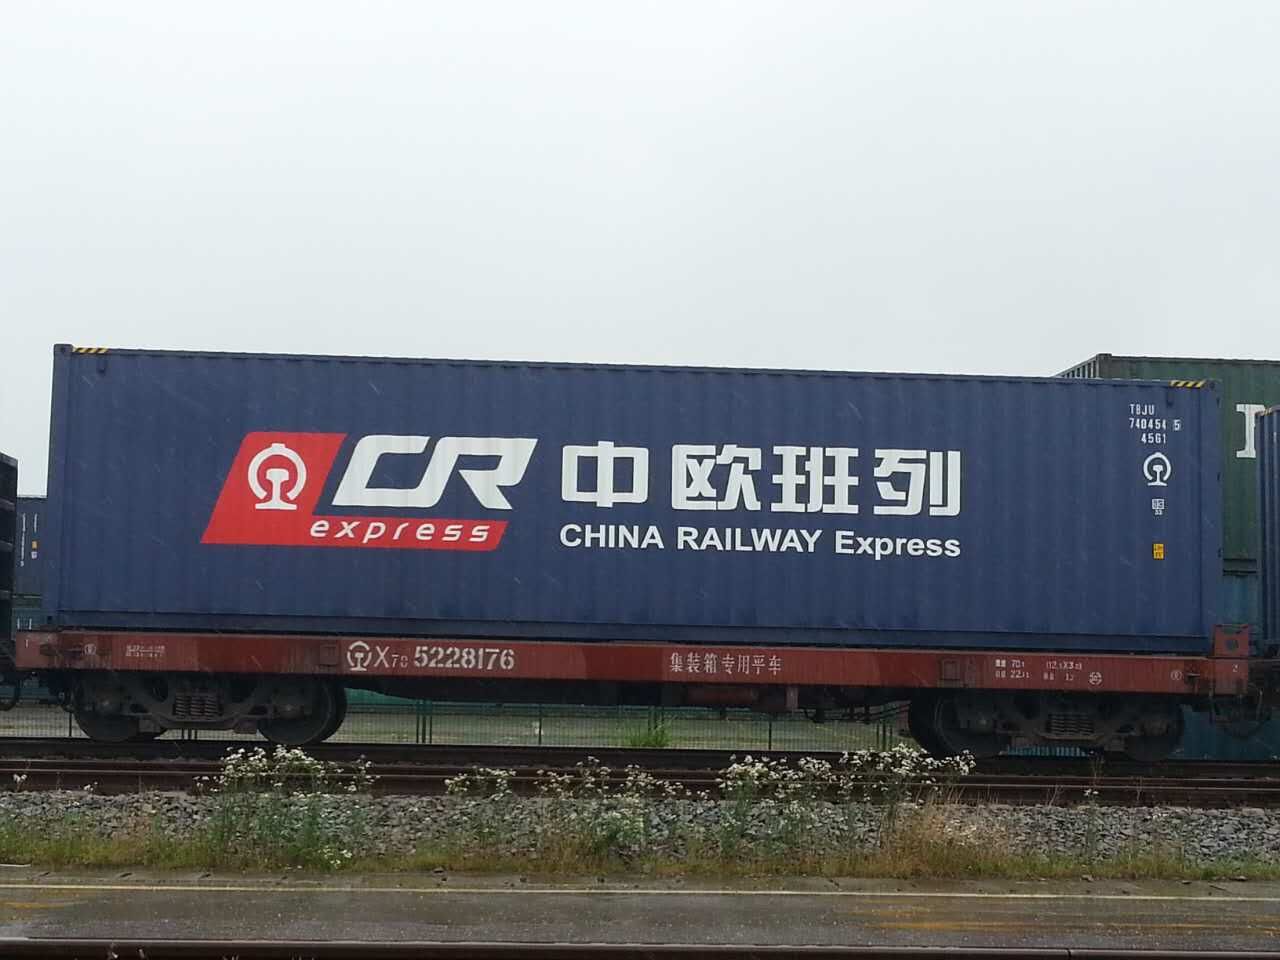 TBJU
740454 5
45G1
CR
express
中欧班列
CHINA RAILWAY Express
X70 5228176
集装箱专用平车